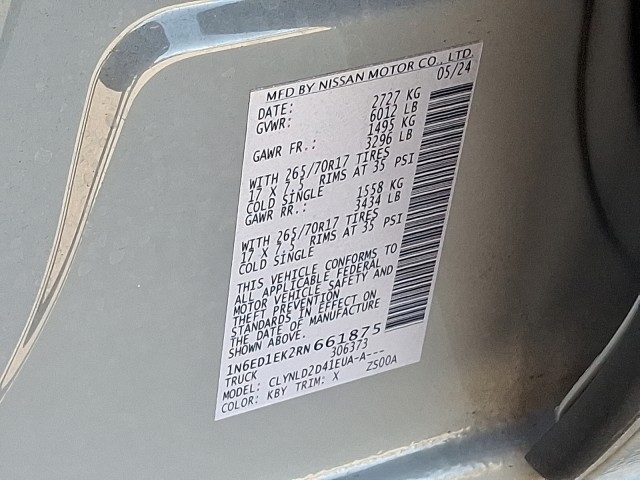 MFD BY NISSAN MOTOR CO., LTD.
DATE: 05/24
GVWR: 2727 KG
6012 LB
GAWR FR.: 1495 KG
3296 LB
WITH 265/70R17 TIRES
17 X 7.5 RIMS AT 35 PSI
COLD SINGLE
GAWR RR.: 1558 KG
3434 LB
WITH 265/70R17 TIRES
17 X 7.5 RIMS AT 35 PSI
COLD SINGLE
THIS VEHICLE CONFORMS TO
ALL APPLICABLE FEDERAL
MOTOR VEHICLE SAFETY AND
THEFT PREVENTION
STANDARDS IN EFFECT ON
THE DATE OF MANUFACTURE
SHOWN ABOVE.
1N6ED1EK2RN661875
TRUCK 306373
MODEL: CLYNLD2D41EUA-A---
COLOR: KBY TRIM: X ZS00A